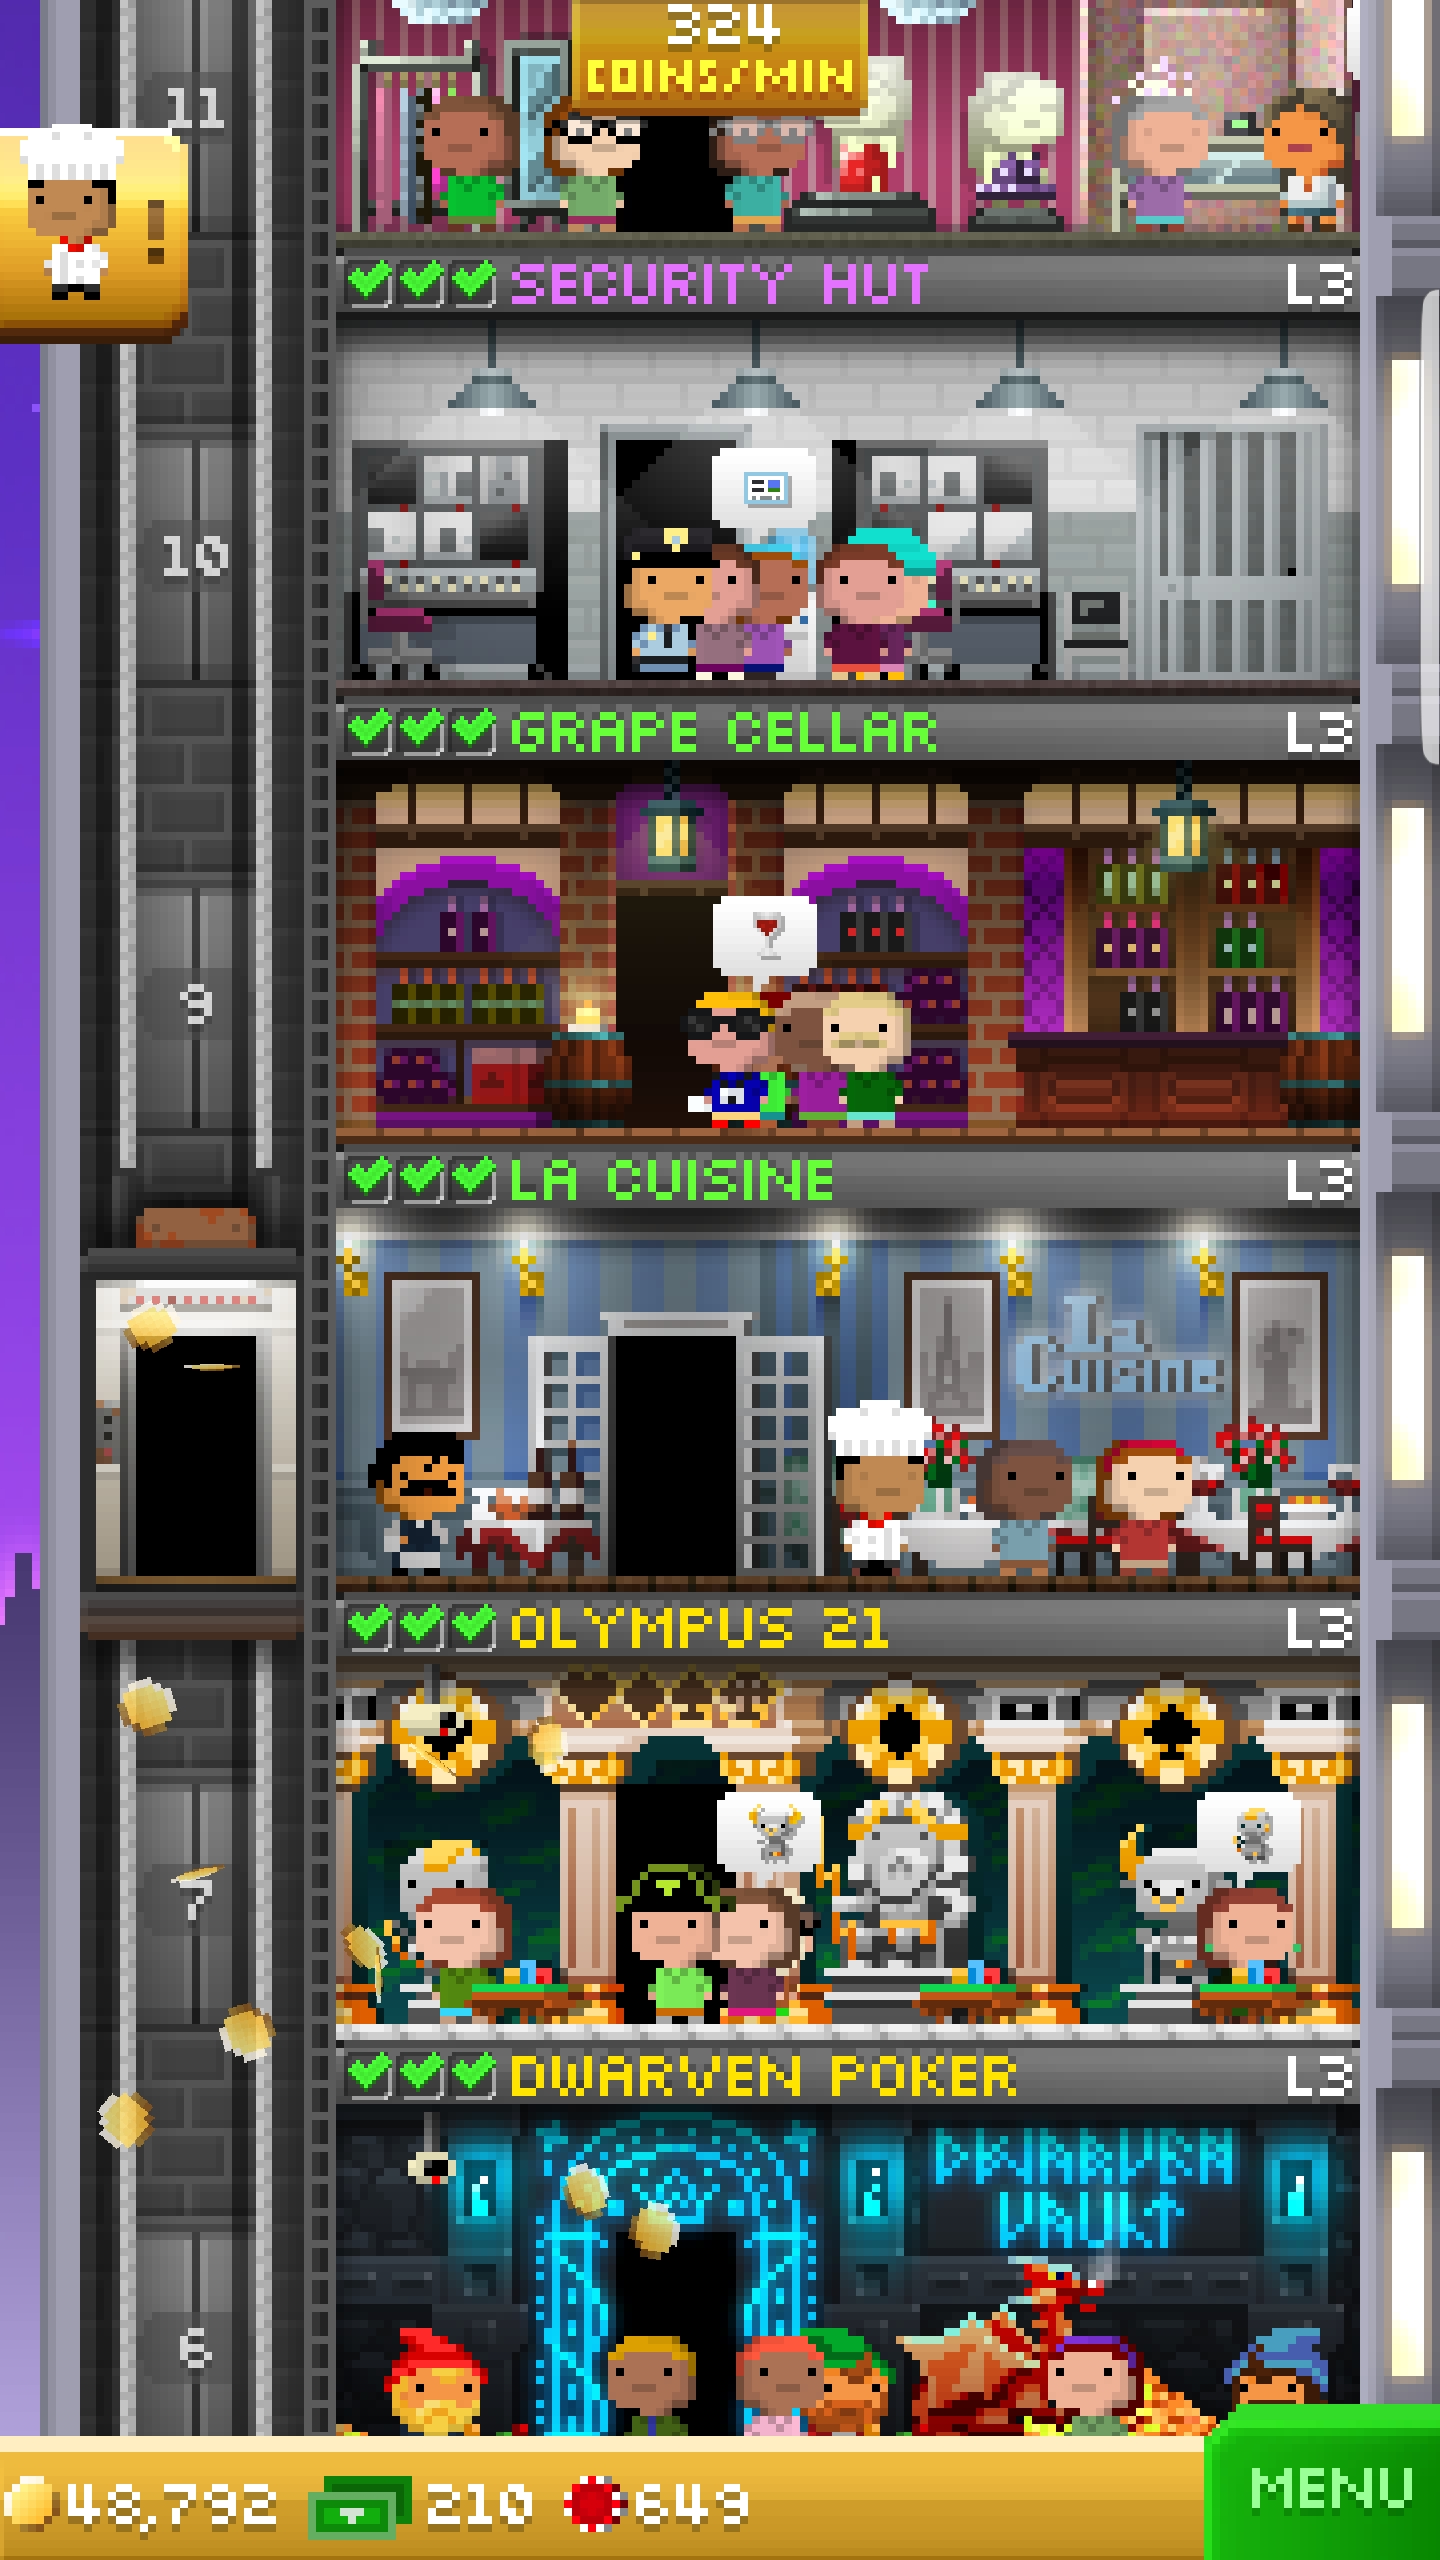 324
COINS/MIN
11
!
SECURITY HUT L3
10
GRAPE CELLAR L3
9
LA CUISINE L3
La
Cuisine
OLYMPUS 21 L3
7
DWARVEN POKER L3
DWARVEN
VAULT
6
48,792 210 649
MENU